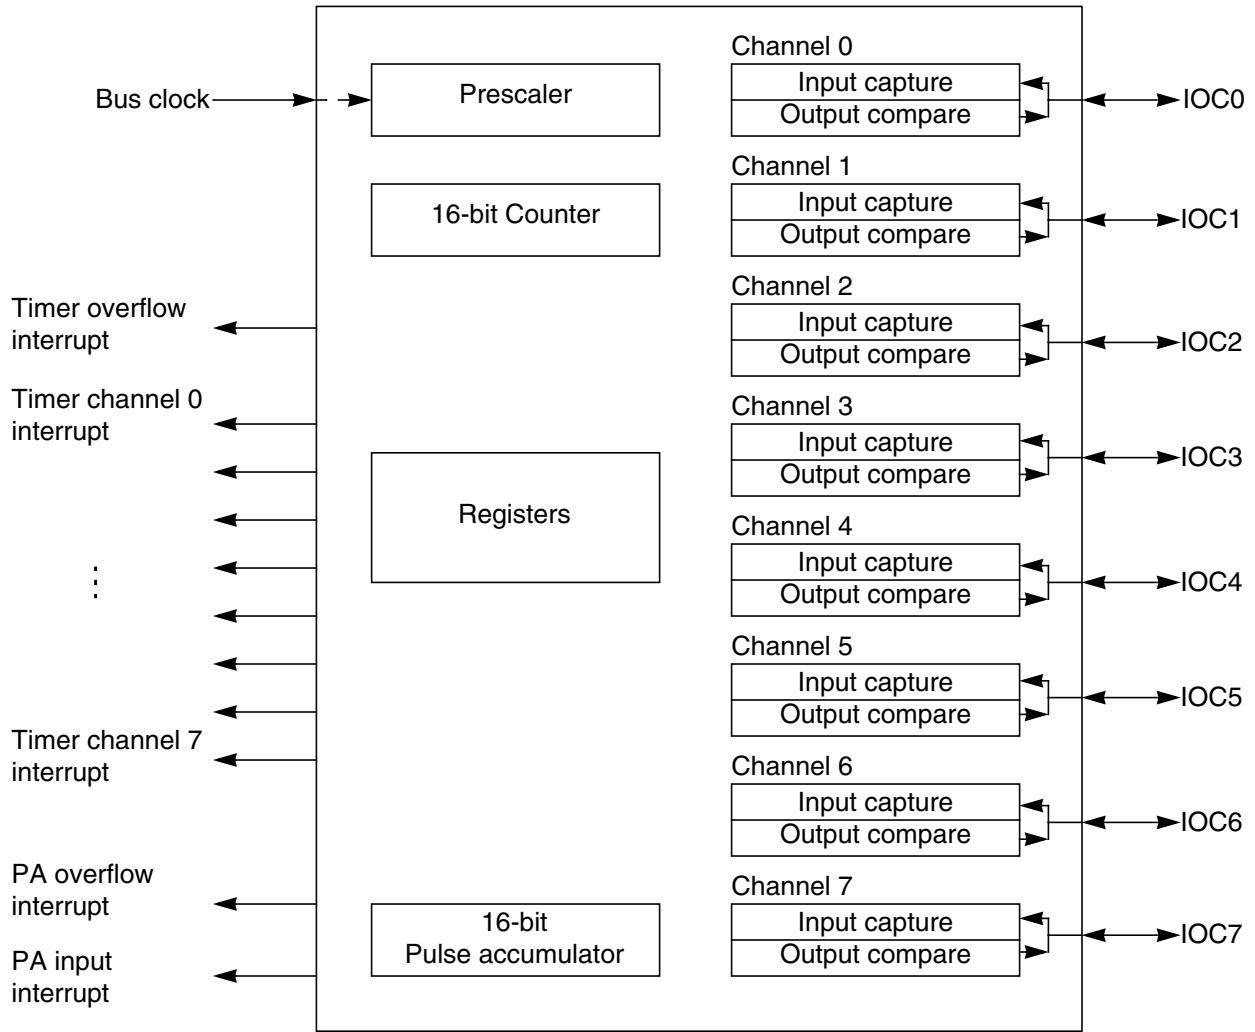 Bus clock
Prescaler
16-bit Counter
Timer overflow
interrupt
Timer channel 0
interrupt
Registers
Timer channel 7
interrupt
PA overflow
interrupt
16-bit
Pulse accumulator
PA input
interrupt
Channel 0
Input capture
Output compare
IOC0
Channel 1
Input capture
Output compare
IOC1
Channel 2
Input capture
Output compare
IOC2
Channel 3
Input capture
Output compare
IOC3
Channel 4
Input capture
Output compare
IOC4
Channel 5
Input capture
Output compare
IOC5
Channel 6
Input capture
Output compare
IOC6
Channel 7
Input capture
Output compare
IOC7